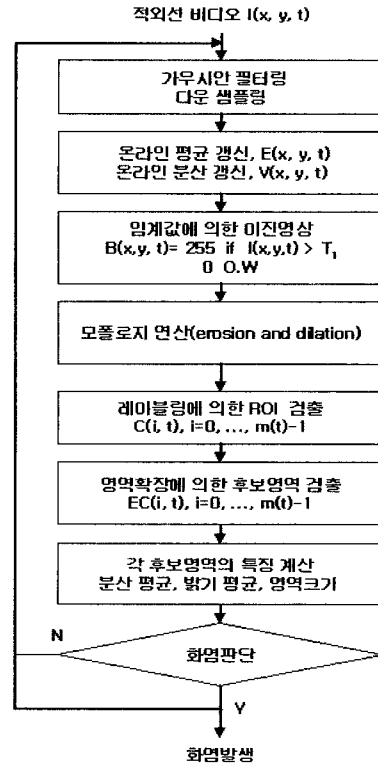 적외선 비디오 I(x, y, t)
가우시안 필터링
다운 샘플링
온라인 평균 갱신, E(x, y, t)
온라인 분산 갱신, V(x, y, t)
임계값에 의한 이진영상
B(x,y, t)= 255 if I(x,y,t) > T₁
0 O.W
모폴로지 연산(erosion and dilation)
레이블링에 의한 ROI 검출
C(i, t), i=0, ..., m(t)-1
영역확장에 의한 후보영역 검출
EC(i, t), i=0, ..., m(t)-1
각 후보영역의 특징 계산
분산 평균, 밝기 평균, 영역크기
N
화염판단
Y
화염발생